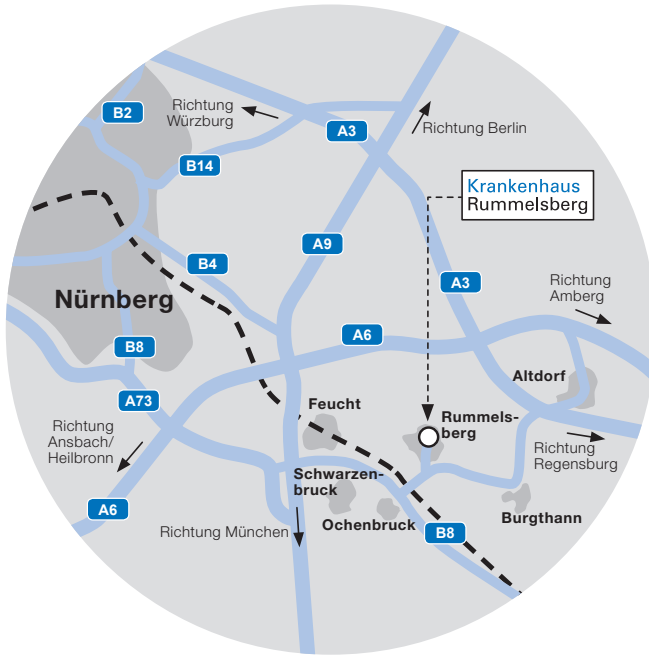 B2
Richtung
Würzburg
A3
Richtung Berlin
B14
Krankenhaus
Rummelsberg
A9
B4
A3
Richtung
Amberg
Nürnberg
A6
B8
Altdorf
A73
Feucht
Rummels-
berg
Richtung
Ansbach/
Heilbronn
Richtung
Regensburg
Schwarzen-
bruck
A6
Richtung München
Ochenbruck
B8
Burgthann